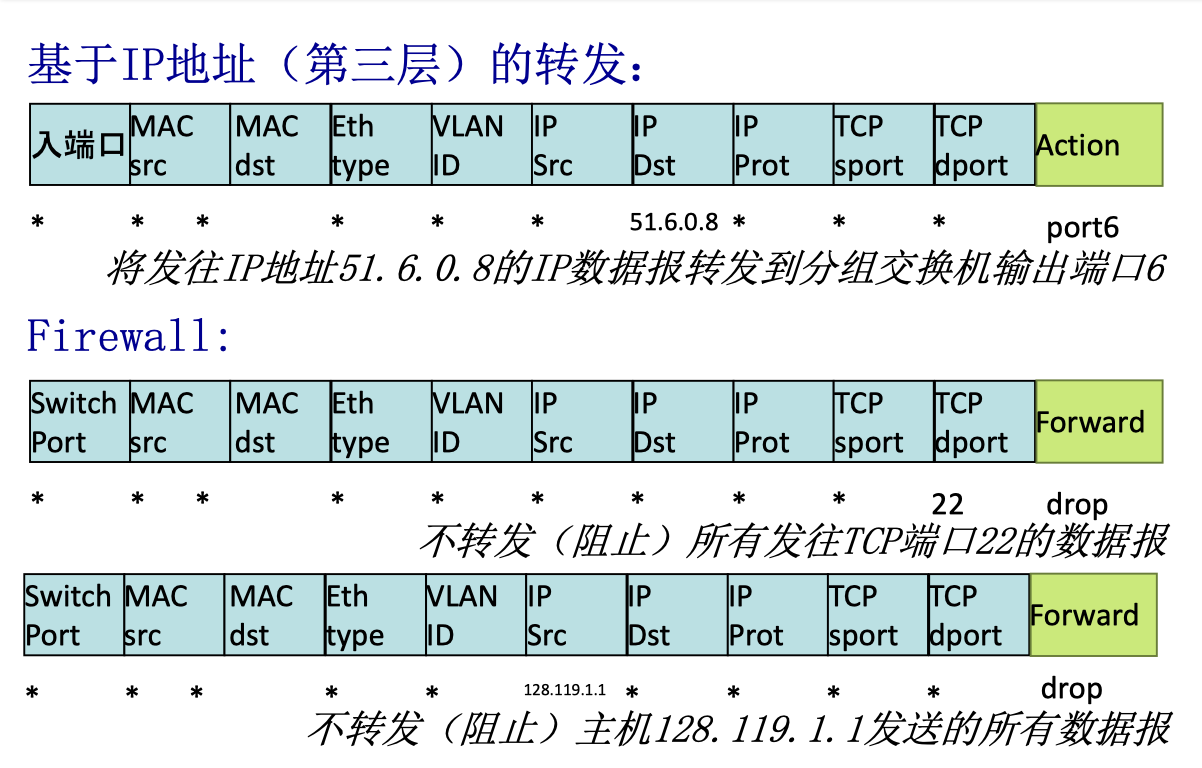 基于IP地址（第三层）的转发：
入端口 MAC src MAC dst Eth type VLAN ID IP Src IP Dst IP Prot TCP sport TCP dport Action
* * * * * * 51.6.0.8 * * * port6
将发往IP地址51.6.0.8的IP数据报转发到分组交换机输出端口6
Firewall:
Switch Port MAC src MAC dst Eth type VLAN ID IP Src IP Dst IP Prot TCP sport TCP dport Forward
* * * * * * * * * 22 drop
不转发（阻止）所有发往TCP端口22的数据报
Switch Port MAC src MAC dst Eth type VLAN ID IP Src IP Dst IP Prot TCP sport TCP dport Forward
* * * * * 128.119.1.1 * * * * drop
不转发（阻止）主机128.119.1.1发送的所有数据报